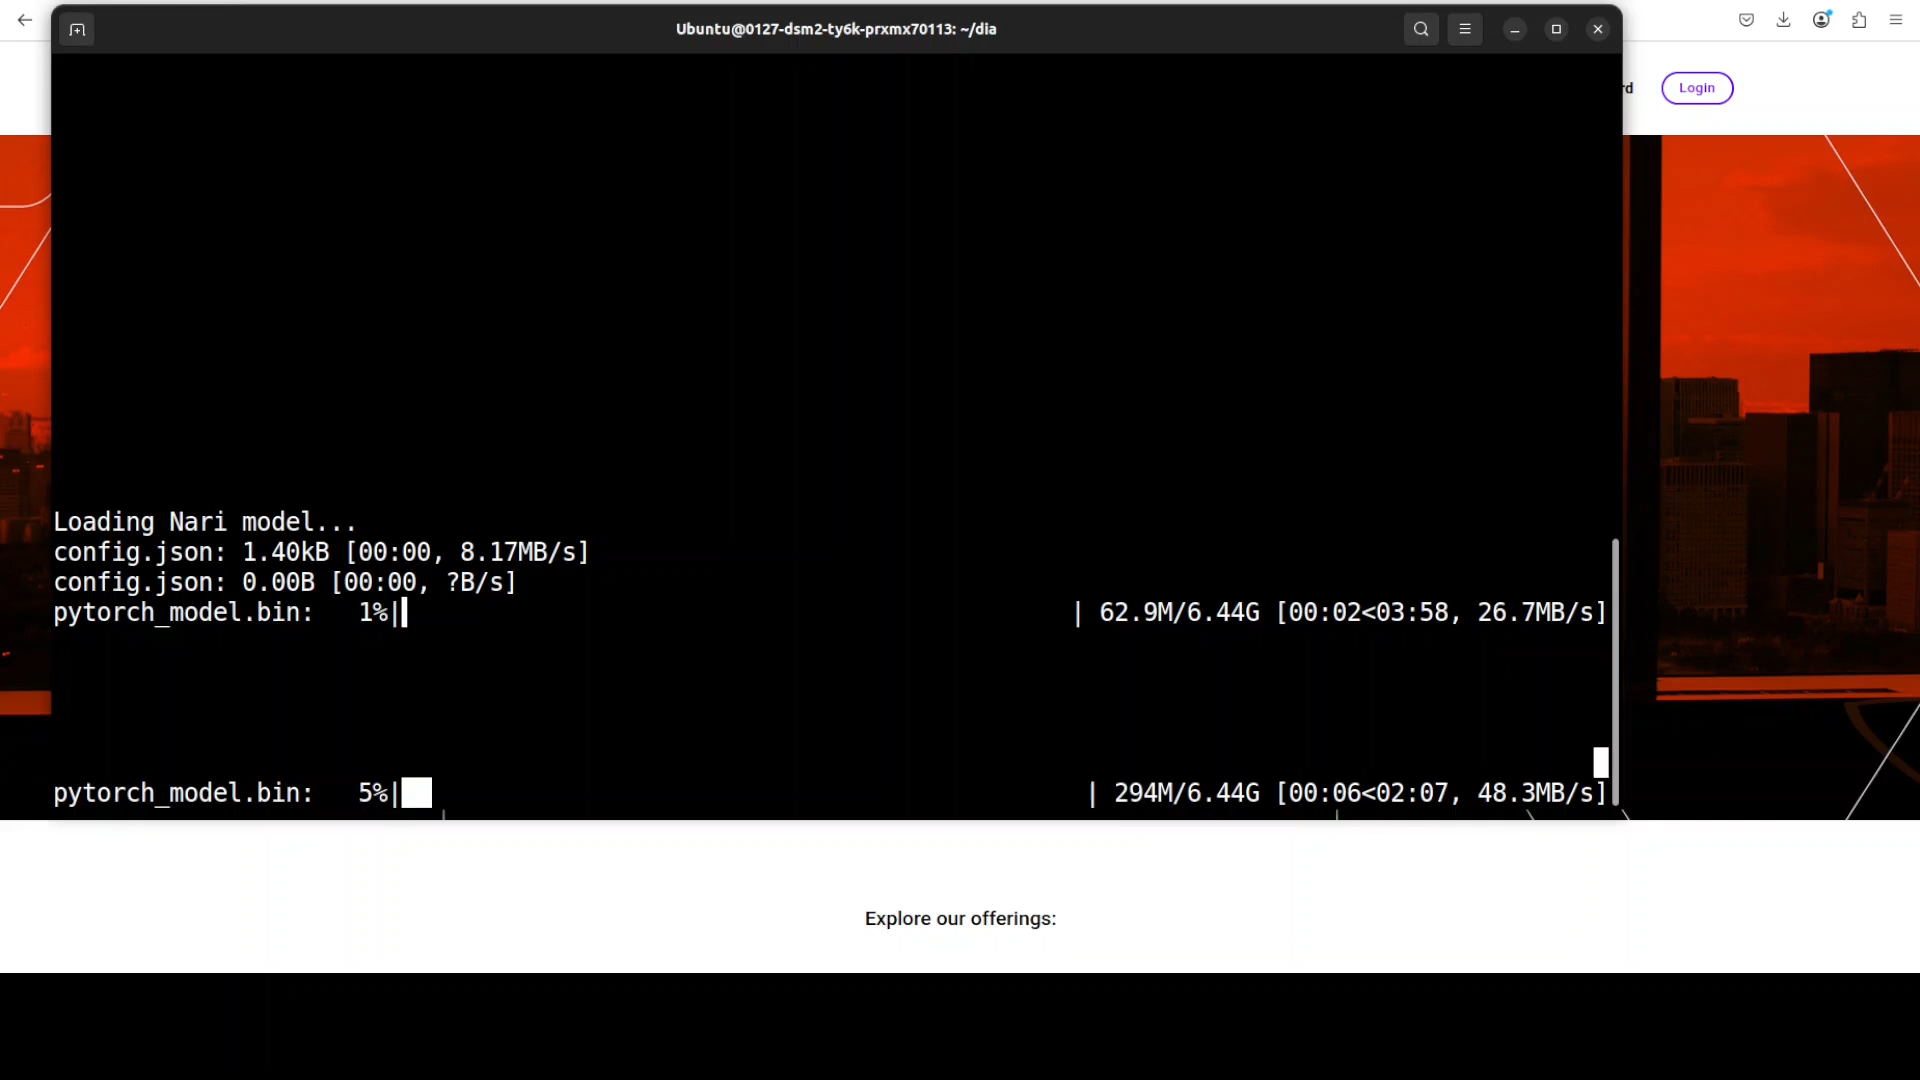 Ubuntu@0127-dsm2-ty6k-prxmx70113: ~/dia
rd
Login
Loading Nari model...
config.json: 1.40kB [00:00, 8.17MB/s]
config.json: 0.00B [00:00, ?B/s]
pytorch_model.bin:   1%| | 62.9M/6.44G [00:02<03:58, 26.7MB/s]
pytorch_model.bin:   5%| | 294M/6.44G [00:06<02:07, 48.3MB/s]
Explore our offerings: